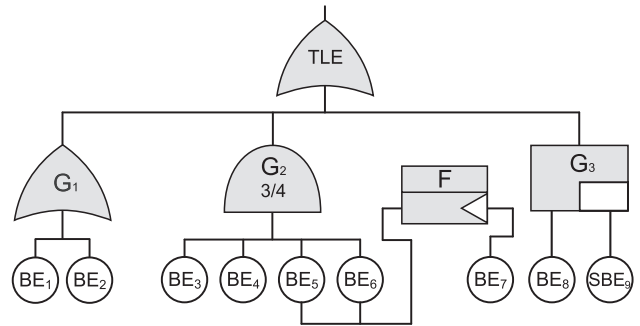 TLE
G₁
G₂
3/4
F
G₃
BE₁
BE₂
BE₃
BE₄
BE₅
BE₆
BE₇
BE₈
SBE₉